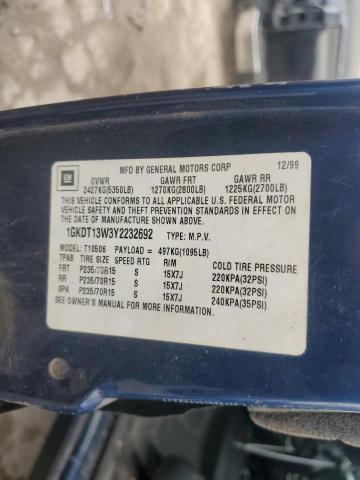 MFD BY GENERAL MOTORS CORP 12/99
GM
GVWR GAWR FRT GAWR RR
2427KG(5350LB) 1270KG(2800LB) 1225KG(2700LB)
THIS VEHICLE CONFORMS TO ALL APPLICABLE U.S. FEDERAL MOTOR
VEHICLE SAFETY AND THEFT PREVENTION STANDARDS IN EFFECT ON
THE DATE OF MANUFACTURE SHOWN ABOVE.
1GKDT13W3Y2232692 TYPE: M.P.V.
MODEL: T10506 PAYLOAD = 497KG(1095LB)
TPAB TIRE SIZE SPEED RTG RIM COLD TIRE PRESSURE
FRT P235/70R15 S 15X7J 220KPA(32PSI)
RR P235/70R15 S 15X7J 220KPA(32PSI)
SPA P235/70R15 S 15X7J 240KPA(35PSI)
SEE OWNER'S MANUAL FOR MORE INFORMATION.